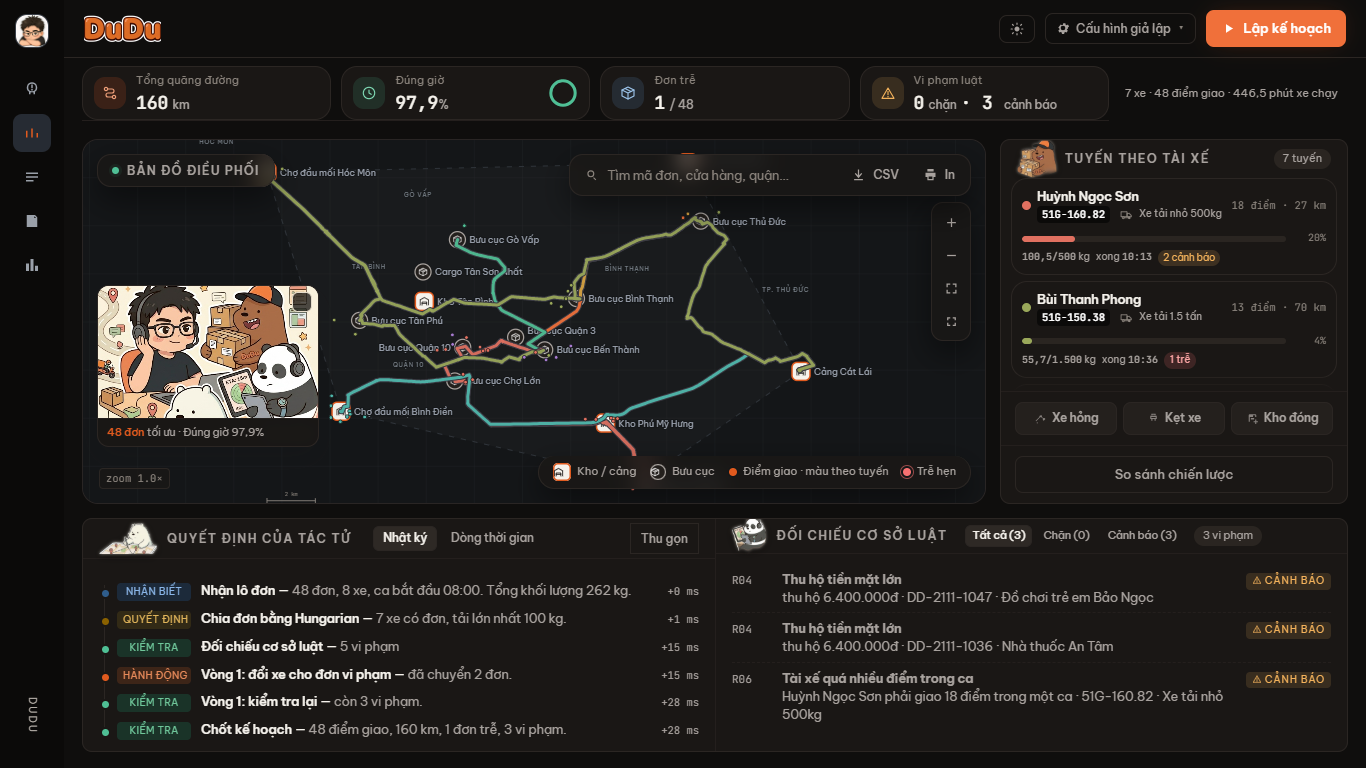 DuDu
Cấu hình giả lập
Lập kế hoạch
Tổng quãng đường
160 km
Đúng giờ
97,9%
Đơn trễ
1 / 48
Vi phạm luật
0 chặn · 3 cảnh báo
7 xe · 48 điểm giao · 446,5 phút xe chạy
HÓC MÔN
BẢN ĐỒ ĐIỀU PHỐI
Chợ đầu mối Hóc Môn
Tìm mã đơn, cửa hàng, quận...
CSV
In
GÒ VẤP
Bưu cục Thủ Đức
Bưu cục Gò Vấp
TÂN BÌNH
Cargo Tân Sơn Nhất
BÌNH THẠNH
TP. THỦ ĐỨC
Kho Tân Bình
Bưu cục Bình Thạnh
Bưu cục Tân Phú
Bưu cục Quận 3
Bưu cục Quận 10
Bưu cục Bến Thành
QUẬN 10
Cảng Cát Lái
Bưu cục Chợ Lớn
Chợ đầu mối Bình Điền
Kho Phú Mỹ Hưng
48 đơn tối ưu · Đúng giờ 97,9%
zoom 1.0×
2 km
Kho / cảng
Bưu cục
Điểm giao · màu theo tuyến
Trễ hẹn
TUYẾN THEO TÀI XẾ
7 tuyến
Huỳnh Ngọc Sơn
18 điểm · 27 km
51G-160.82
Xe tải nhỏ 500kg
20%
100,5/500 kg xong 10:13 2 cảnh báo
Bùi Thanh Phong
13 điểm · 70 km
51G-150.38
Xe tải 1.5 tấn
4%
55,7/1.500 kg xong 10:36 1 trễ
Xe hỏng
Kẹt xe
Kho đóng
So sánh chiến lược
QUYẾT ĐỊNH CỦA TÁC TỬ
Nhật ký
Dòng thời gian
Thu gọn
NHẬN BIẾT Nhận lô đơn — 48 đơn, 8 xe, ca bắt đầu 08:00. Tổng khối lượng 262 kg. +0 ms
QUYẾT ĐỊNH Chia đơn bằng Hungarian — 7 xe có đơn, tải lớn nhất 100 kg. +1 ms
KIỂM TRA Đối chiếu cơ sở luật — 5 vi phạm +15 ms
HÀNH ĐỘNG Vòng 1: đổi xe cho đơn vi phạm — đã chuyển 2 đơn. +15 ms
KIỂM TRA Vòng 1: kiểm tra lại — còn 3 vi phạm. +28 ms
KIỂM TRA Chốt kế hoạch — 48 điểm giao, 160 km, 1 đơn trễ, 3 vi phạm. +28 ms
ĐỐI CHIẾU CƠ SỞ LUẬT
Tất cả (3)
Chặn (0)
Cảnh báo (3)
3 vi phạm
R04 Thu hộ tiền mặt lớn CẢNH BÁO
thu hộ 6.400.000đ · DD-2111-1047 · Đồ chơi trẻ em Bảo Ngọc
R04 Thu hộ tiền mặt lớn CẢNH BÁO
thu hộ 6.400.000đ · DD-2111-1036 · Nhà thuốc An Tâm
R06 Tài xế quá nhiều điểm trong ca CẢNH BÁO
Huỳnh Ngọc Sơn phải giao 18 điểm trong một ca · 51G-160.82 · Xe tải nhỏ
500kg
DUDU